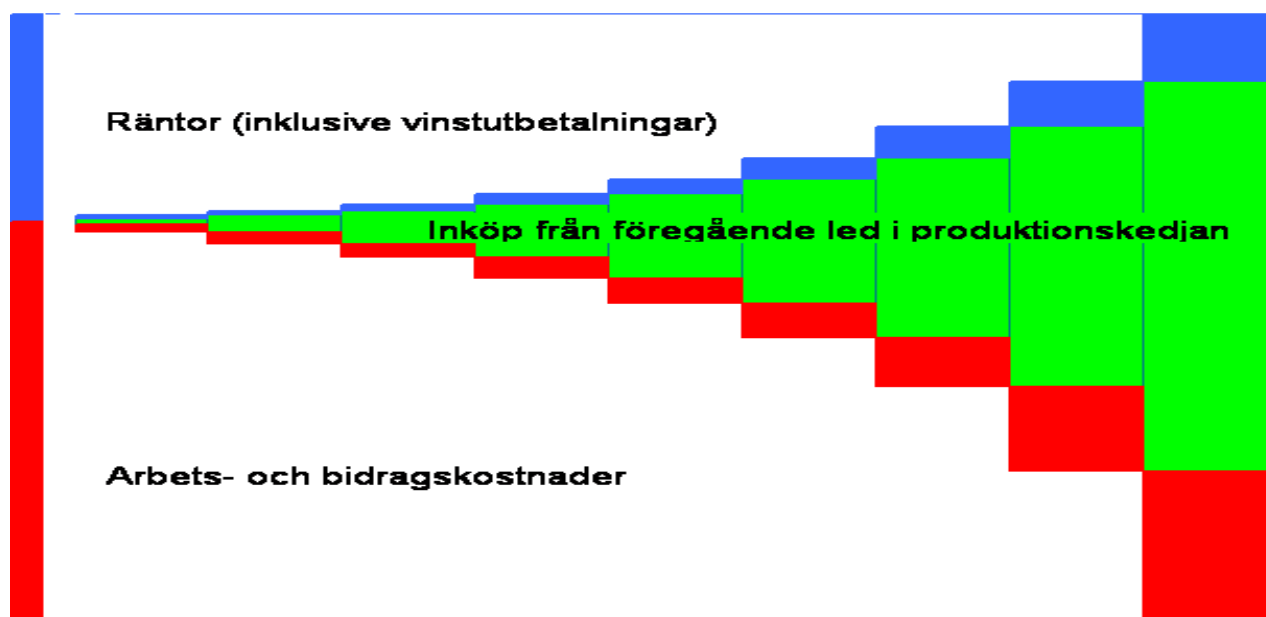 Räntor (inklusive vinstutbetalningar)
Inköp från föregående led i produktionskedjan
Arbets- och bidragskostnader